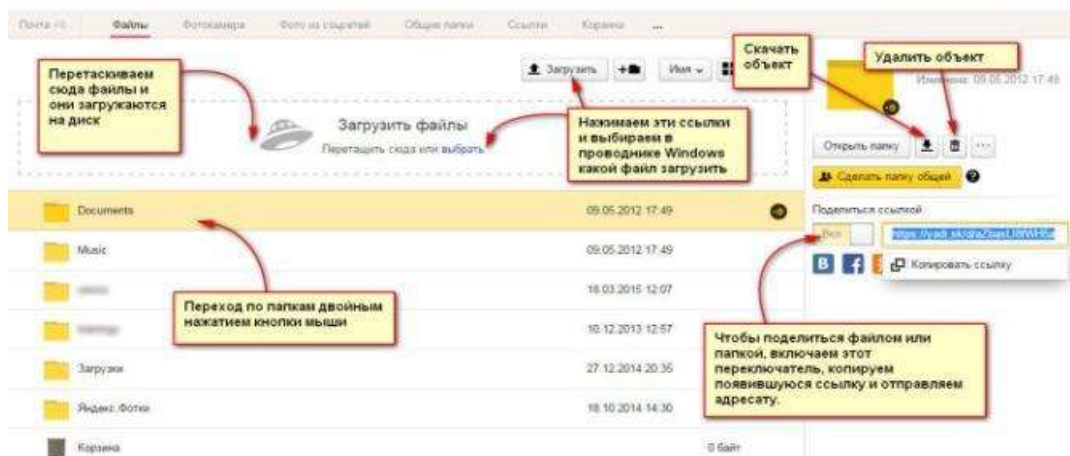 Почта Файлы Фотокамера Фото из соцсетей Общие папки Ссылки Корзина ...
Скачать
объект
Удалить объект
Перетаскиваем
сюда файлы и
они загружаются
на диск
Загрузить
Имя
Изменена: 09.05.2012 17:49
Загрузить файлы
Перетащить сюда или выбрать
Нажимаем эти ссылки
и выбираем в
проводнике Windows
какой файл загрузить
Открыть папку
Сделать папку общей
Documents 09.05.2012 17:49
Поделиться ссылкой
Вкл
Music 09.05.2012 17:49
Копировать ссылку
18.03.2015 12:07
Переход по папкам двойным
нажатием кнопки мыши
10.12.2013 12:57
Чтобы поделиться файлом или
папкой, включаем этот
переключатель, копируем
появившуюся ссылку и отправляем
адресату.
Загрузки 27.12.2014 20:35
Яндекс.Фотки 18.10.2014 14:30
Корзина 0 байт